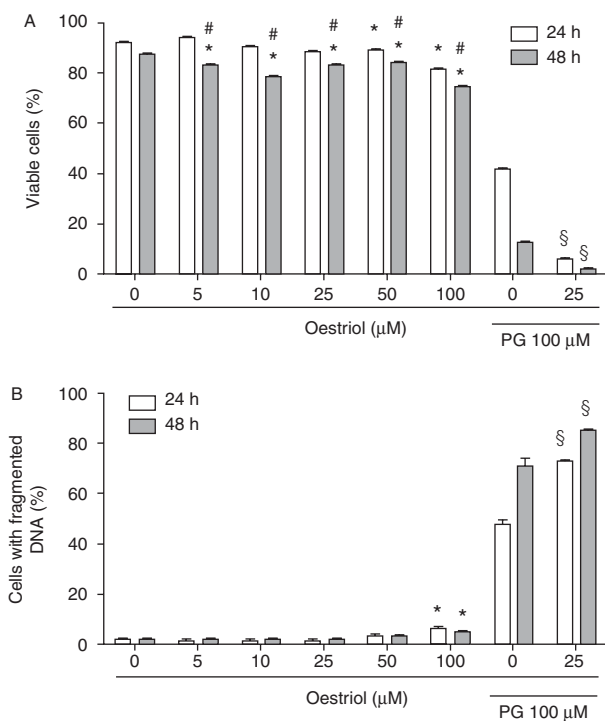 A
100
80
60
40
20
0
Viable cells (%)
24 h
48 h
# # # #
* * * * * # *
§ §
0 5 10 25 50 100 0 25
Oestriol (μM)
PG 100 μM
B
100
80
60
40
20
0
Cells with fragmented
DNA (%)
24 h
48 h
* *
§ §
0 5 10 25 50 100 0 25
Oestriol (μM)
PG 100 μM